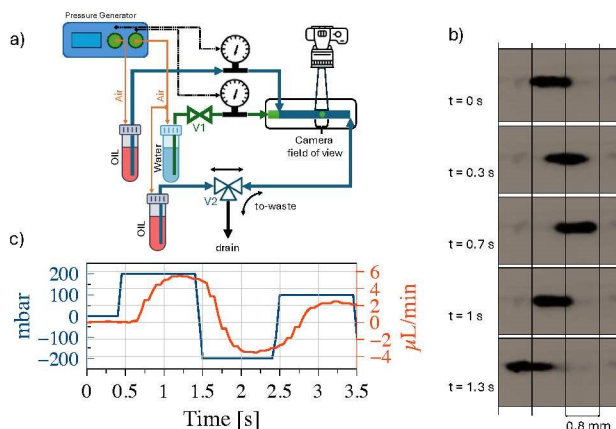 a)
Pressure Generator
Air
Air
OIL
Water
V1
Camera
field of view
OIL
V2
to-waste
drain
b)
t = 0 s
t = 0.3 s
t = 0.7 s
t = 1 s
t = 1.3 s
0.8 mm
c)
mbar
200
100
0
−100
−200
6
4
2
0
−2
−4
μL/min
0 0.5 1 1.5 2 2.5 3 3.5
Time [s]